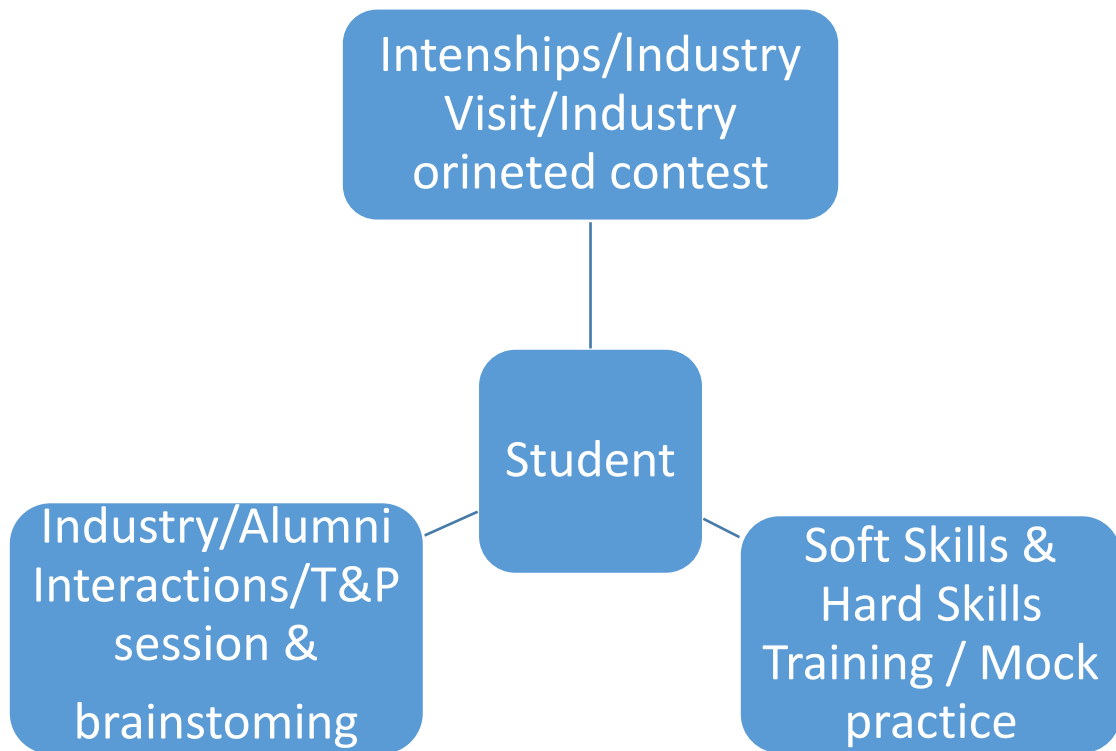 Intenships/Industry
Visit/Industry
orineted contest
Student
Industry/Alumni
Interactions/T&P
session &
brainstoming
Soft Skills &
Hard Skills
Training / Mock
practice